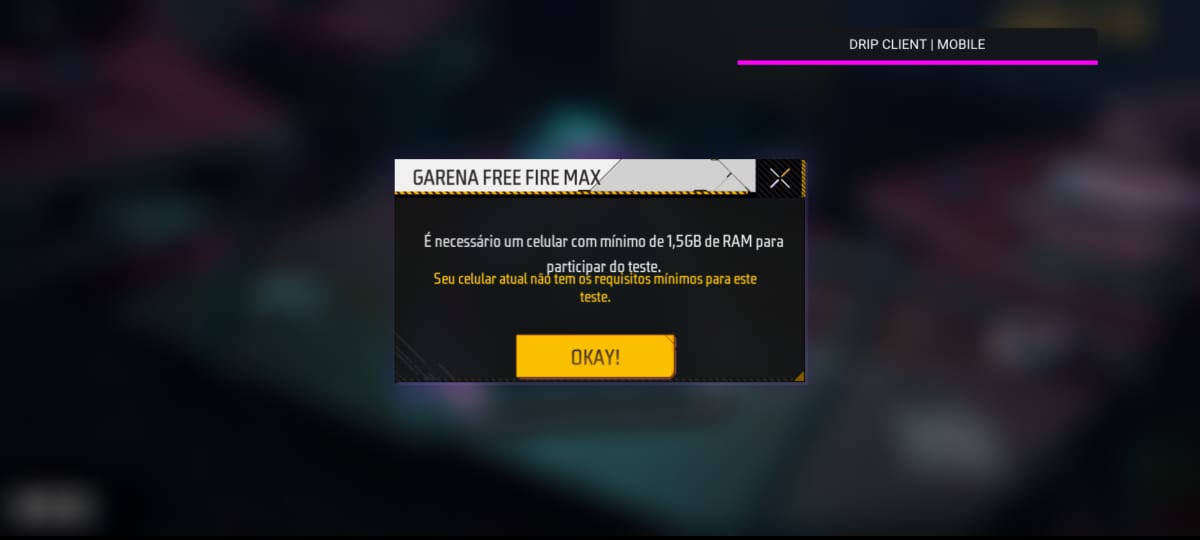 DRIP CLIENT | MOBILE
GARENA FREE FIRE MAX
É necessário um celular com mínimo de 1,5GB de RAM para
participar do teste.
Seu celular atual não tem os requisitos mínimos para este
teste.
OKAY!